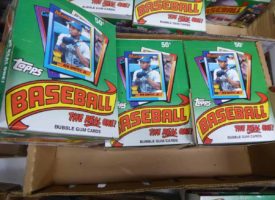 50¢
Topps
BASEBALL
THE REAL ONE!
BUBBLE GUM CARDS
50¢
Topps
BASEBALL
THE REAL ONE!
BUBBLE GUM CARDS
50¢
Topps
BASEBALL
THE REAL ONE!
BUBBLE GUM CARDS